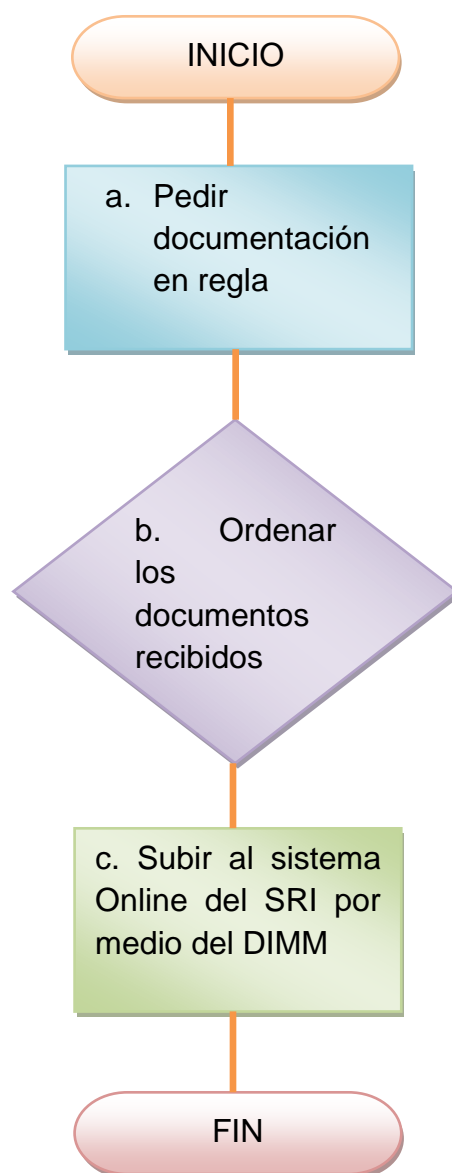 INICIO
a. Pedir
documentación
en regla
b. Ordenar
los
documentos
recibidos
c. Subir al sistema
Online del SRI por
medio del DIMM
FIN